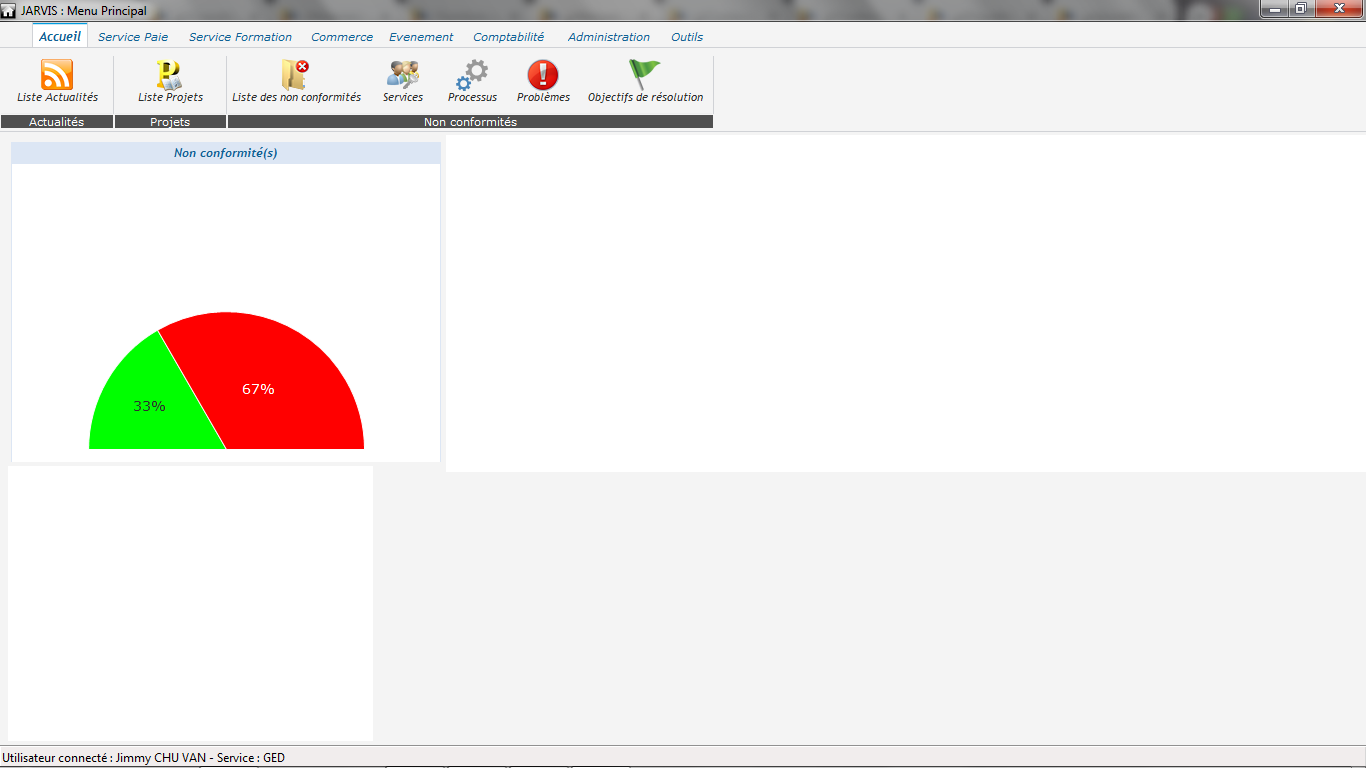 JARVIS : Menu Principal
Accueil Service Paie Service Formation Commerce Evenement Comptabilité Administration Outils
Liste Actualités Liste Projets Liste des non conformités Services Processus Problèmes Objectifs de résolution
Actualités Projets Non conformités
Non conformité(s)
67%
33%
Utilisateur connecté : Jimmy CHU VAN - Service : GED